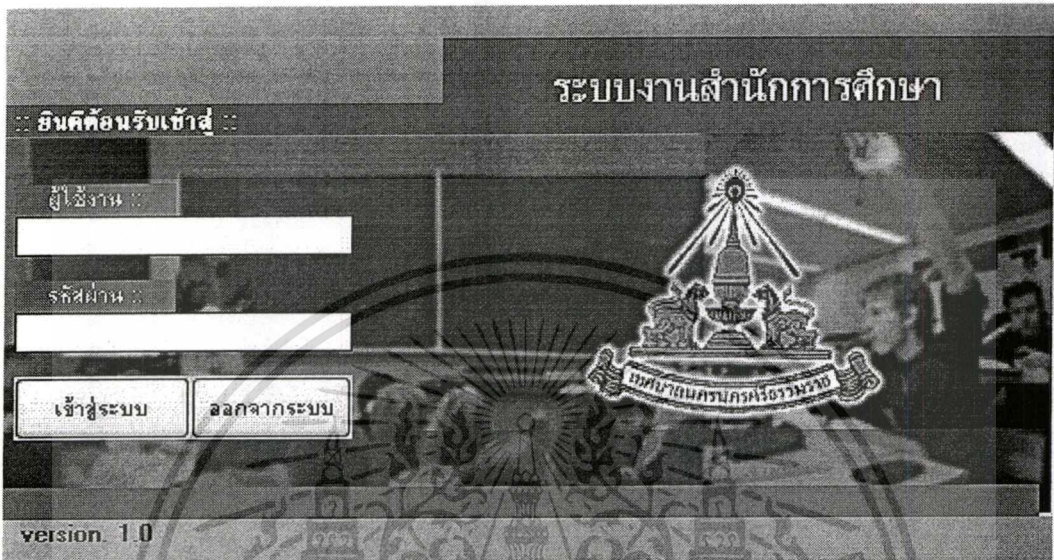 ระบบงานสำนักการศึกษา
:: ยินดีต้อนรับเข้าสู่ ::
ผู้ใช้งาน ::
รหัสผ่าน ::
เข้าสู่ระบบ ออกจากระบบ
เทศบาลนครนครศรีธรรมราช
version. 1.0